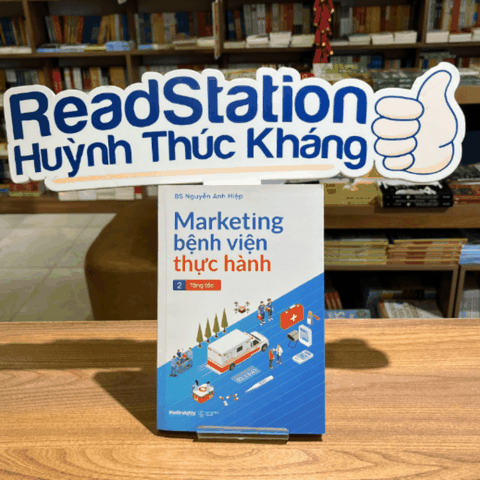 ReadStation
Huỳnh Thúc Kháng
BS Nguyễn Anh Hiệp
Marketing
bệnh viện
thực hành
2 Tăng tốc